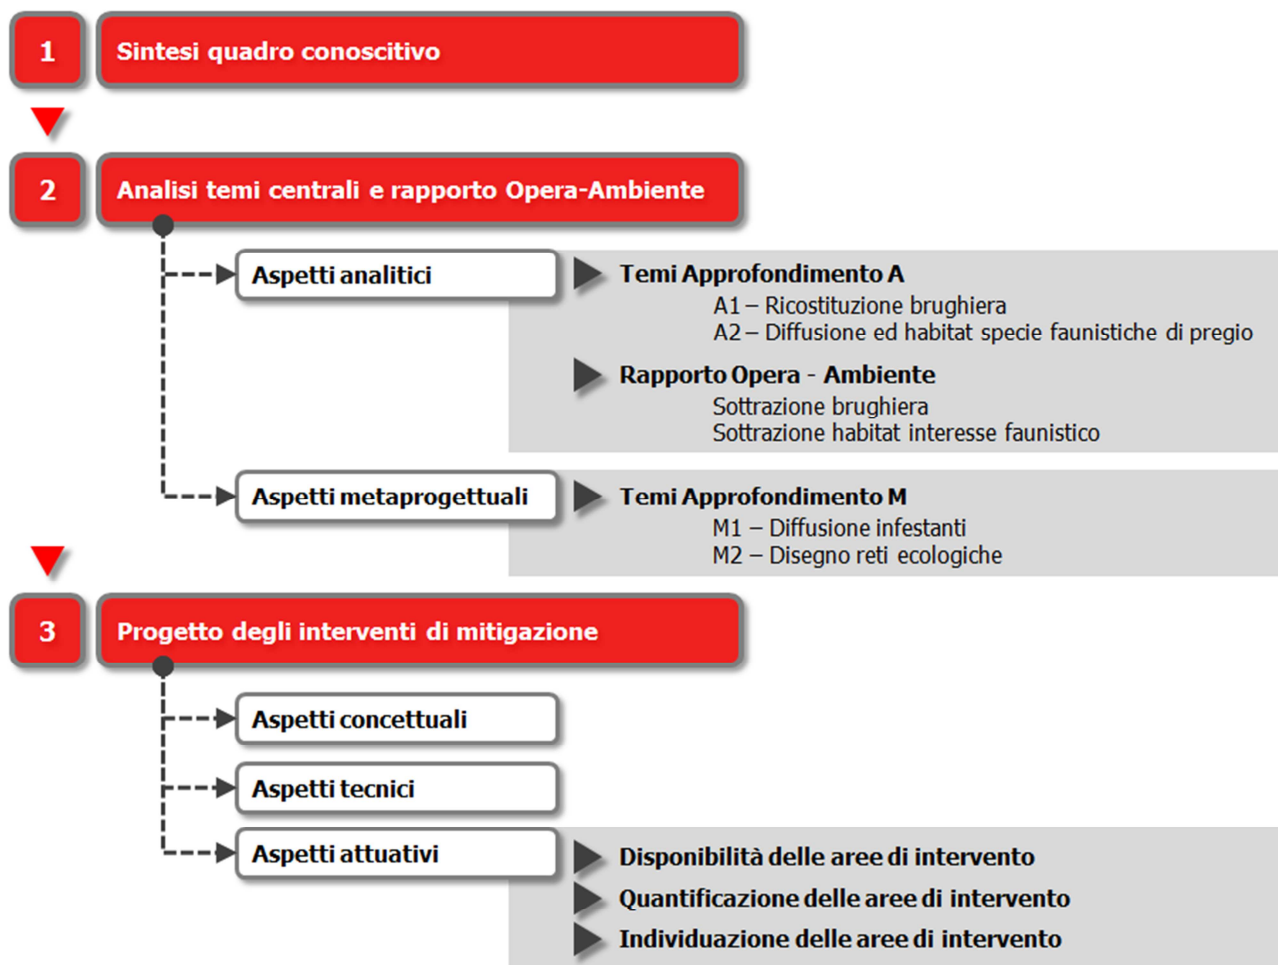 1
Sintesi quadro conoscitivo
2
Analisi temi centrali e rapporto Opera-Ambiente
Aspetti analitici
Temi Approfondimento A
A1 – Ricostituzione brughiera
A2 – Diffusione ed habitat specie faunistiche di pregio
Rapporto Opera - Ambiente
Sottrazione brughiera
Sottrazione habitat interesse faunistico
Aspetti metaprogettuali
Temi Approfondimento M
M1 – Diffusione infestanti
M2 – Disegno reti ecologiche
3
Progetto degli interventi di mitigazione
Aspetti concettuali
Aspetti tecnici
Aspetti attuativi
Disponibilità delle aree di intervento
Quantificazione delle aree di intervento
Individuazione delle aree di intervento